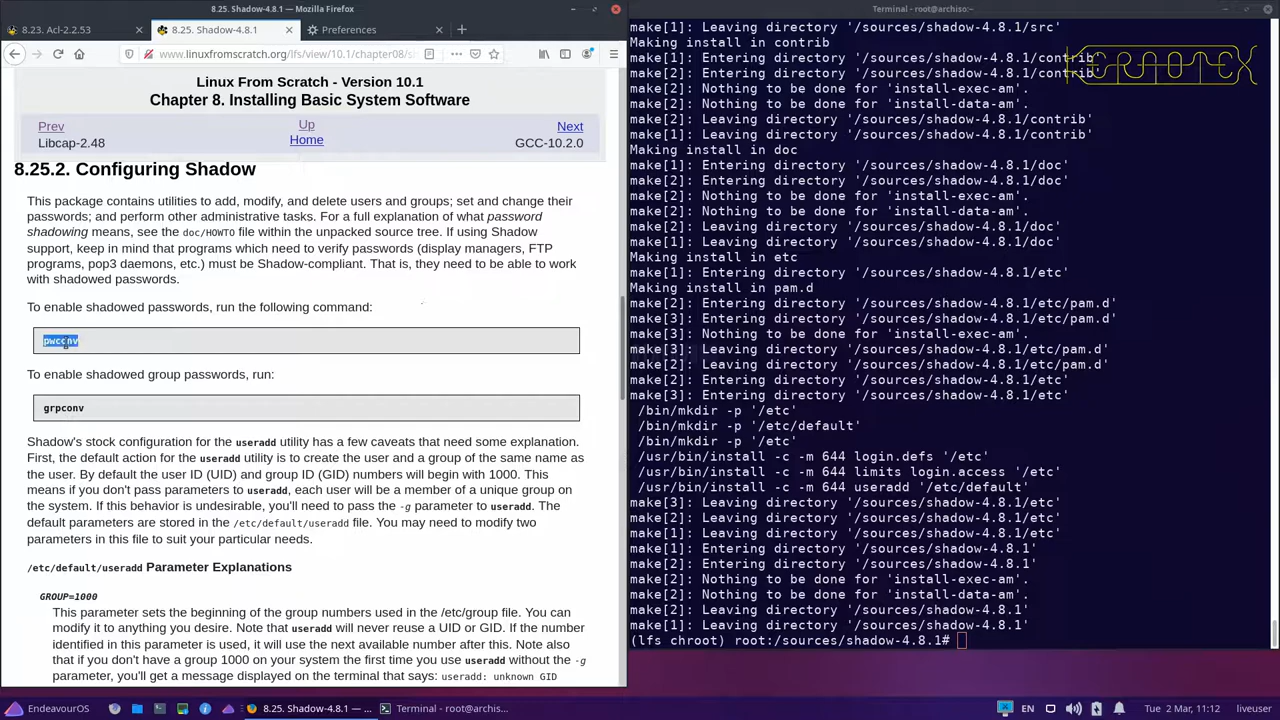 8.25. Shadow-4.8.1 - Mozilla Firefox
8.23. Acl-2.2.53
8.25. Shadow-4.8.1
Preferences
www.linuxfromscratch.org/lfs/view/10.1/chapter08/s
Linux From Scratch - Version 10.1
Chapter 8. Installing Basic System Software
Prev
Up
Next
Libcap-2.48
Home
GCC-10.2.0
8.25.2. Configuring Shadow
This package contains utilities to add, modify, and delete users and groups; set and change their
passwords; and perform other administrative tasks. For a full explanation of what password
shadowing means, see the doc/HOWTO file within the unpacked source tree. If using Shadow
support, keep in mind that programs which need to verify passwords (display managers, FTP
programs, pop3 daemons, etc.) must be Shadow-compliant. That is, they need to be able to work
with shadowed passwords.
To enable shadowed passwords, run the following command:
pwconv
To enable shadowed group passwords, run:
grpconv
Shadow's stock configuration for the useradd utility has a few caveats that need some explanation.
First, the default action for the useradd utility is to create the user and a group of the same name as
the user. By default the user ID (UID) and group ID (GID) numbers will begin with 1000. This
means if you don't pass parameters to useradd, each user will be a member of a unique group on
the system. If this behavior is undesirable, you'll need to pass the -g parameter to useradd. The
default parameters are stored in the /etc/default/useradd file. You may need to modify two
parameters in this file to suit your particular needs.
/etc/default/useradd Parameter Explanations
GROUP=1000
This parameter sets the beginning of the group numbers used in the /etc/group file. You can
modify it to anything you desire. Note that useradd will never reuse a UID or GID. If the number
identified in this parameter is used, it will use the next available number after this. Note also
that if you don't have a group 1000 on your system the first time you use useradd without the -g
parameter, you'll get a message displayed on the terminal that says: useradd: unknown GID
Terminal - root@archiso:~
make[1]: Leaving directory '/sources/shadow-4.8.1/src'
Making install in contrib
make[1]: Entering directory '/sources/shadow-4.8.1/contrib'
make[2]: Entering directory '/sources/shadow-4.8.1/contrib'
make[2]: Nothing to be done for 'install-exec-am'.
make[2]: Nothing to be done for 'install-data-am'.
make[2]: Leaving directory '/sources/shadow-4.8.1/contrib'
make[1]: Leaving directory '/sources/shadow-4.8.1/contrib'
Making install in doc
make[1]: Entering directory '/sources/shadow-4.8.1/doc'
make[2]: Entering directory '/sources/shadow-4.8.1/doc'
make[2]: Nothing to be done for 'install-exec-am'.
make[2]: Nothing to be done for 'install-data-am'.
make[2]: Leaving directory '/sources/shadow-4.8.1/doc'
make[1]: Leaving directory '/sources/shadow-4.8.1/doc'
Making install in etc
make[1]: Entering directory '/sources/shadow-4.8.1/etc'
Making install in pam.d
make[2]: Entering directory '/sources/shadow-4.8.1/etc/pam.d'
make[3]: Entering directory '/sources/shadow-4.8.1/etc/pam.d'
make[3]: Nothing to be done for 'install-exec-am'.
make[3]: Leaving directory '/sources/shadow-4.8.1/etc/pam.d'
make[2]: Leaving directory '/sources/shadow-4.8.1/etc/pam.d'
make[2]: Entering directory '/sources/shadow-4.8.1/etc'
make[3]: Entering directory '/sources/shadow-4.8.1/etc'
/bin/mkdir -p '/etc'
/bin/mkdir -p '/etc/default'
/bin/mkdir -p '/etc'
/usr/bin/install -c -m 644 login.defs '/etc'
/usr/bin/install -c -m 644 limits login.access '/etc'
/usr/bin/install -c -m 644 useradd '/etc/default'
make[3]: Leaving directory '/sources/shadow-4.8.1/etc'
make[2]: Leaving directory '/sources/shadow-4.8.1/etc'
make[1]: Leaving directory '/sources/shadow-4.8.1/etc'
make[1]: Entering directory '/sources/shadow-4.8.1'
make[2]: Entering directory '/sources/shadow-4.8.1'
make[2]: Nothing to be done for 'install-exec-am'.
make[2]: Nothing to be done for 'install-data-am'.
make[2]: Leaving directory '/sources/shadow-4.8.1'
make[1]: Leaving directory '/sources/shadow-4.8.1'
(lfs chroot) root:/sources/shadow-4.8.1#
EndeavourOS
8.25. Shadow-4.8.1 — ...
Terminal - root@archis...
EN
Tue 2 Mar, 11:12
liveuser